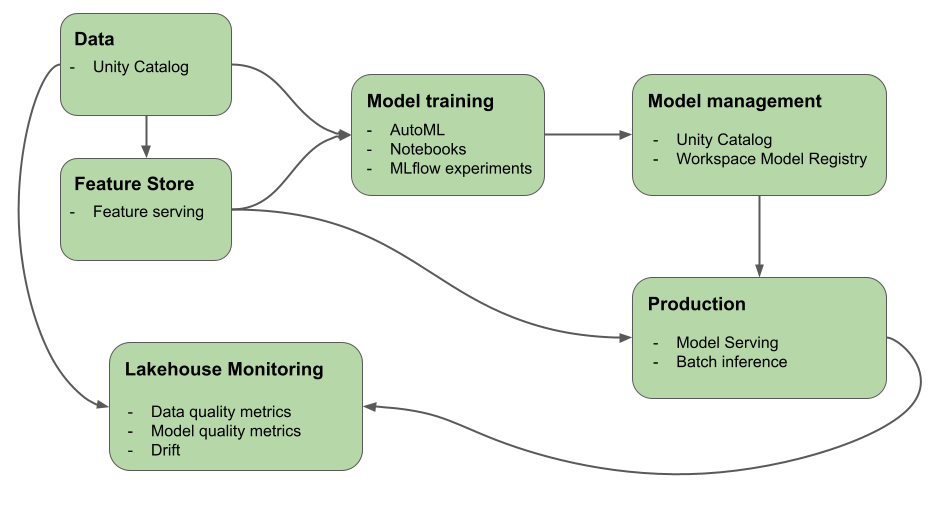 Data
- Unity Catalog
Feature Store
- Feature serving
Model training
- AutoML
- Notebooks
- MLflow experiments
Model management
- Unity Catalog
- Workspace Model Registry
Production
- Model Serving
- Batch inference
Lakehouse Monitoring
- Data quality metrics
- Model quality metrics
- Drift